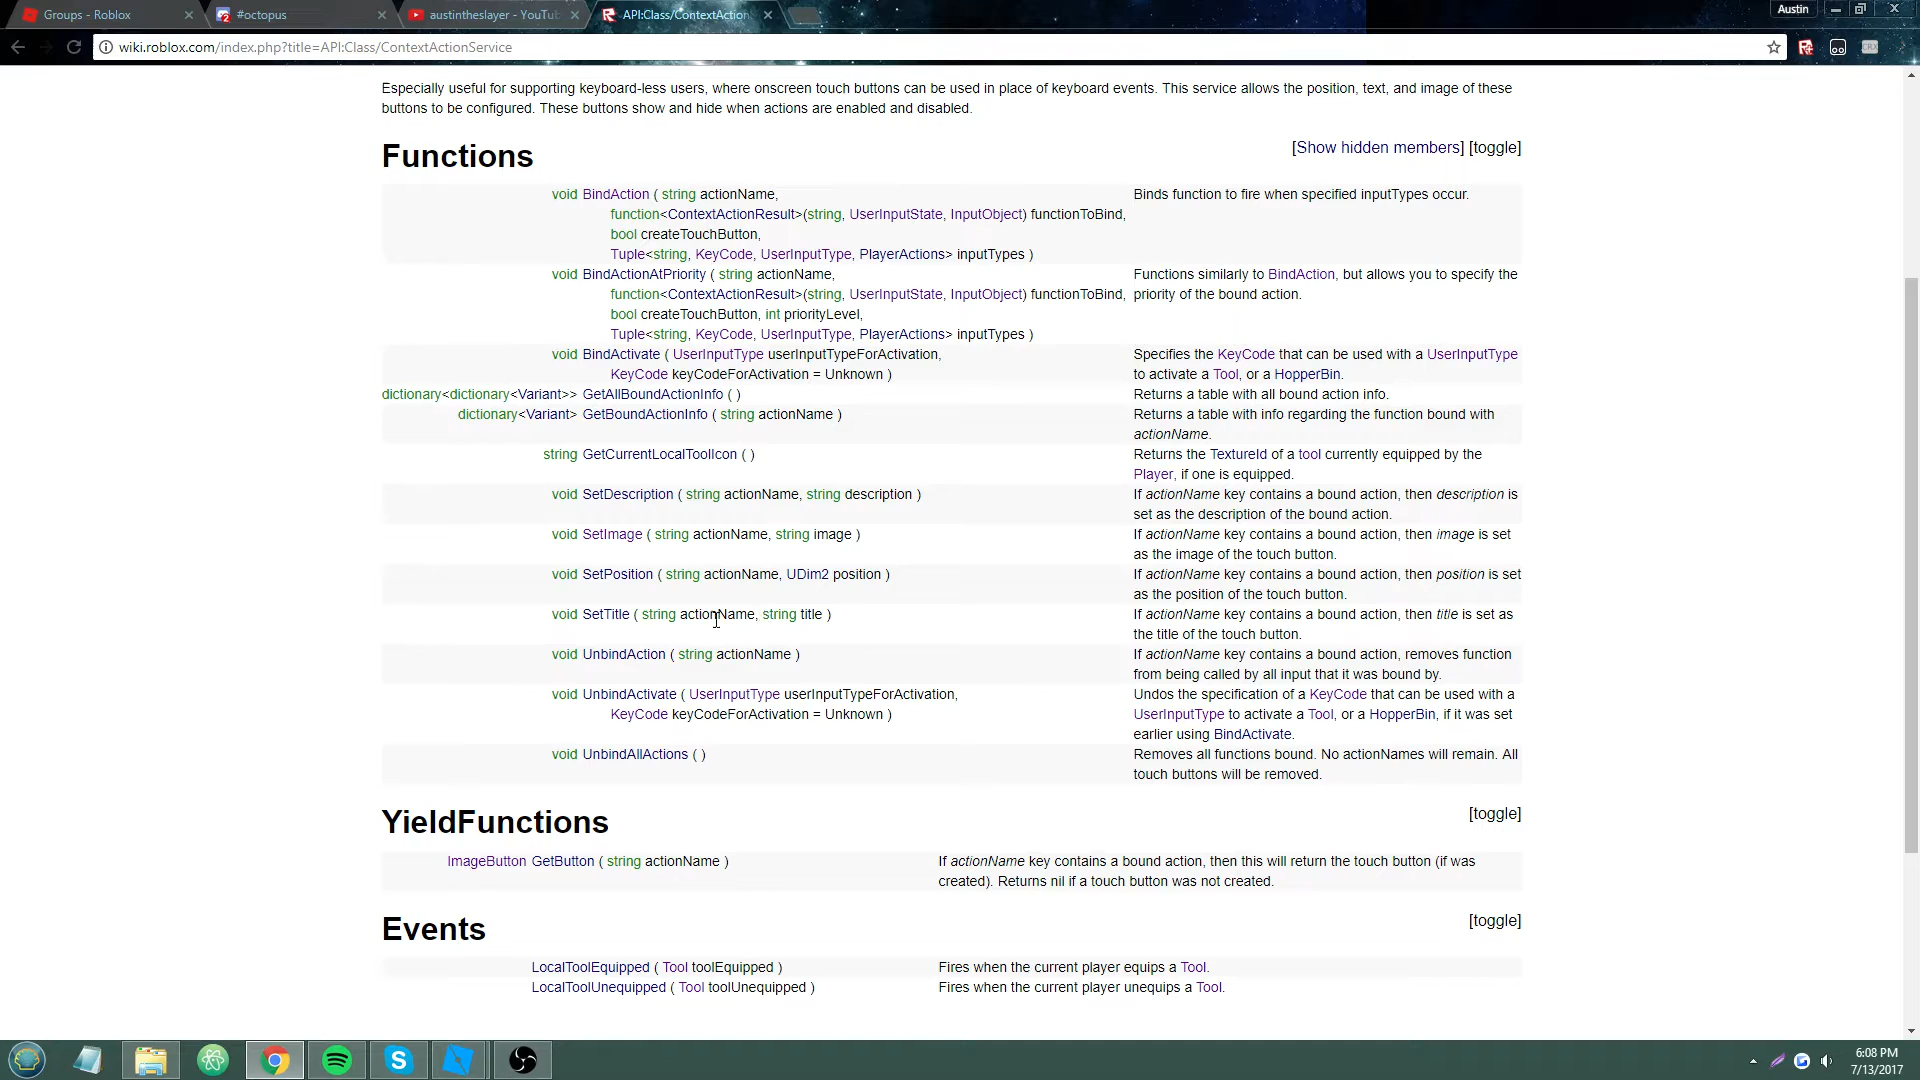 Groups - Roblox
#octopus
austintheslayer - YouTu
API:Class/ContextAction
Austin
wiki.roblox.com/index.php?title=API:Class/ContextActionService
CRX
Especially useful for supporting keyboard-less users, where onscreen touch buttons can be used in place of keyboard events. This service allows the position, text, and image of these
buttons to be configured. These buttons show and hide when actions are enabled and disabled.
Functions
[Show hidden members] [toggle]
void BindAction ( string actionName,
function<ContextActionResult>(string, UserInputState, InputObject) functionToBind,
bool createTouchButton,
Tuple<string, KeyCode, UserInputType, PlayerActions> inputTypes )
Binds function to fire when specified inputTypes occur.
void BindActionAtPriority ( string actionName,
function<ContextActionResult>(string, UserInputState, InputObject) functionToBind,
bool createTouchButton, int priorityLevel,
Tuple<string, KeyCode, UserInputType, PlayerActions> inputTypes )
Functions similarly to BindAction, but allows you to specify the
priority of the bound action.
void BindActivate ( UserInputType userInputTypeForActivation,
KeyCode keyCodeForActivation = Unknown )
Specifies the KeyCode that can be used with a UserInputType
to activate a Tool, or a HopperBin.
dictionary<dictionary<Variant>> GetAllBoundActionInfo ( )
Returns a table with all bound action info.
dictionary<Variant> GetBoundActionInfo ( string actionName )
Returns a table with info regarding the function bound with
actionName.
string GetCurrentLocalToolIcon ( )
Returns the TextureId of a tool currently equipped by the
Player, if one is equipped.
void SetDescription ( string actionName, string description )
If actionName key contains a bound action, then description is
set as the description of the bound action.
void SetImage ( string actionName, string image )
If actionName key contains a bound action, then image is set
as the image of the touch button.
void SetPosition ( string actionName, UDim2 position )
If actionName key contains a bound action, then position is set
as the position of the touch button.
void SetTitle ( string actionName, string title )
If actionName key contains a bound action, then title is set as
the title of the touch button.
void UnbindAction ( string actionName )
If actionName key contains a bound action, removes function
from being called by all input that it was bound by.
void UnbindActivate ( UserInputType userInputTypeForActivation,
KeyCode keyCodeForActivation = Unknown )
Undos the specification of a KeyCode that can be used with a
UserInputType to activate a Tool, or a HopperBin, if it was set
earlier using BindActivate.
void UnbindAllActions ( )
Removes all functions bound. No actionNames will remain. All
touch buttons will be removed.
YieldFunctions
[toggle]
ImageButton GetButton ( string actionName )
If actionName key contains a bound action, then this will return the touch button (if was
created). Returns nil if a touch button was not created.
Events
[toggle]
LocalToolEquipped ( Tool toolEquipped )
Fires when the current player equips a Tool.
LocalToolUnequipped ( Tool toolUnequipped )
Fires when the current player unequips a Tool.
6:08 PM
7/13/2017